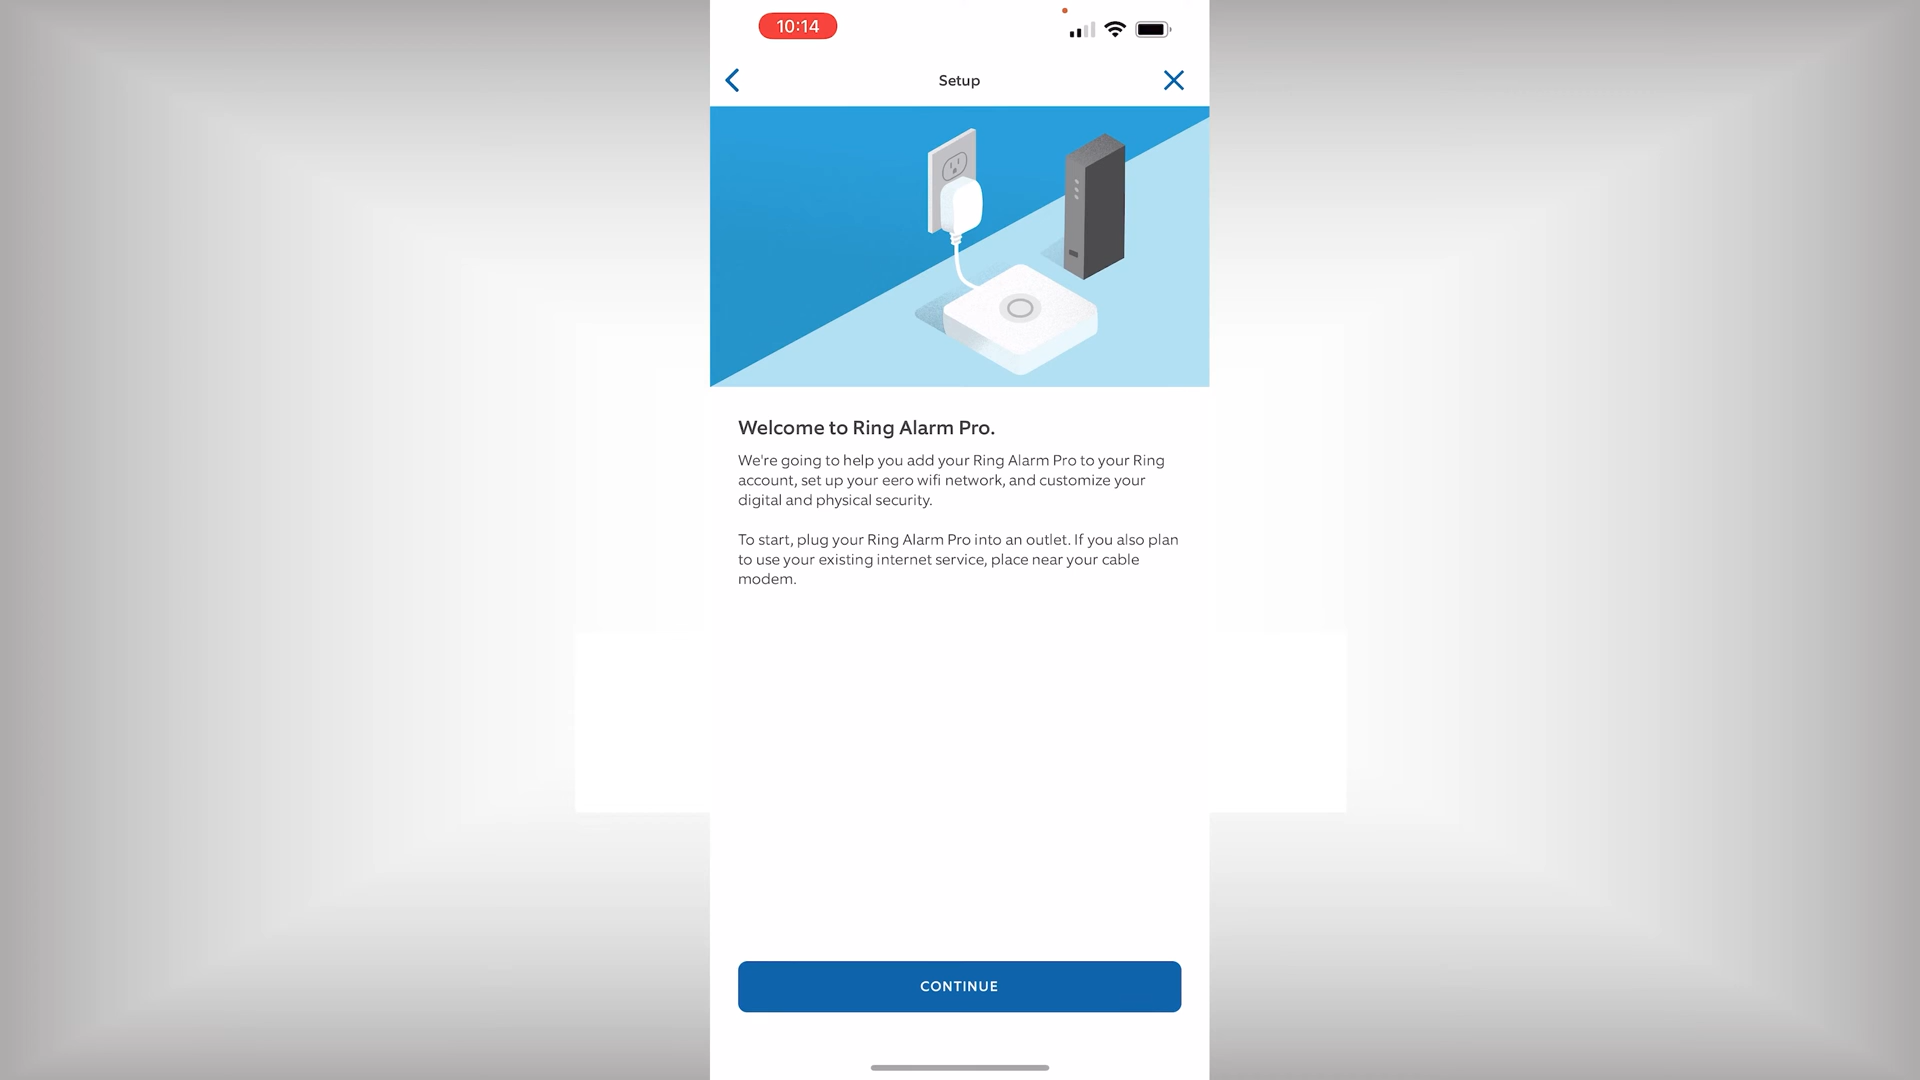 10:14
Setup
Welcome to Ring Alarm Pro.
We're going to help you add your Ring Alarm Pro to your Ring
account, set up your eero wifi network, and customize your
digital and physical security.
To start, plug your Ring Alarm Pro into an outlet. If you also plan
to use your existing internet service, place near your cable
modem.
CONTINUE